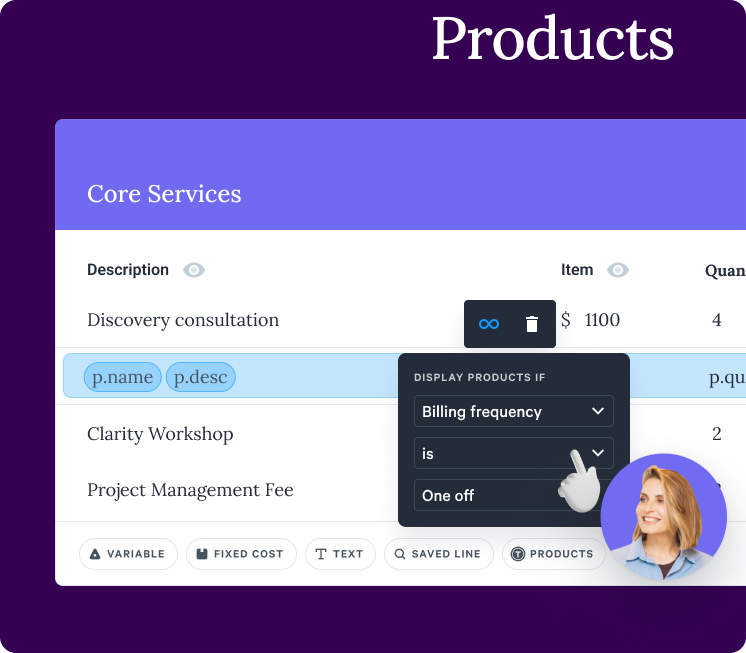 Products
Core Services
Description Item Quan
Discovery consultation $ 1100 4
p.name p.desc p.qu
DISPLAY PRODUCTS IF
Billing frequency
is
One off
Clarity Workshop 2
Project Management Fee
VARIABLE FIXED COST TEXT SAVED LINE PRODUCTS